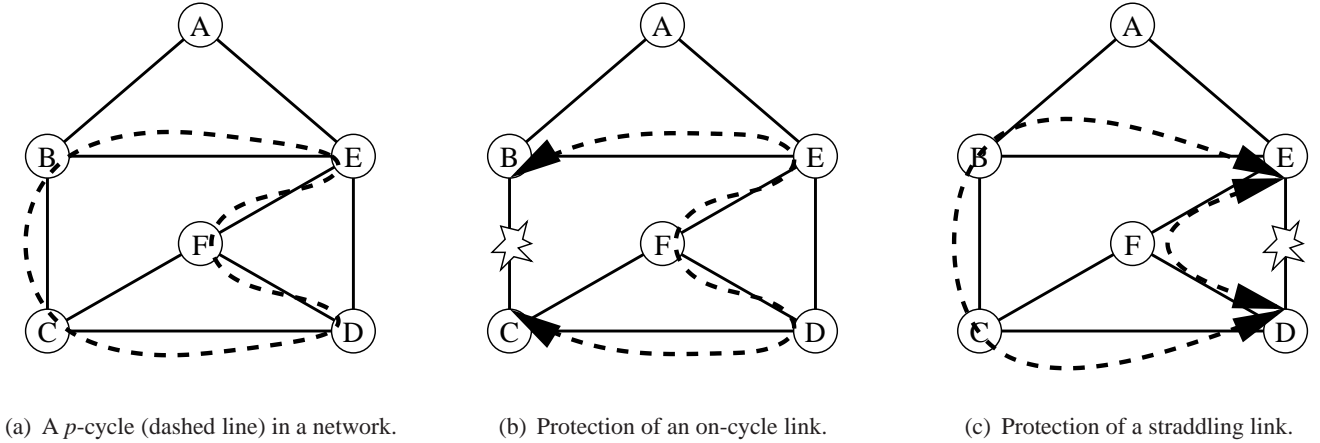 A
B
E
F
C
D
(a) A p-cycle (dashed line) in a network.
A
B
E
F
C
D
(b) Protection of an on-cycle link.
A
B
E
F
C
D
(c) Protection of a straddling link.